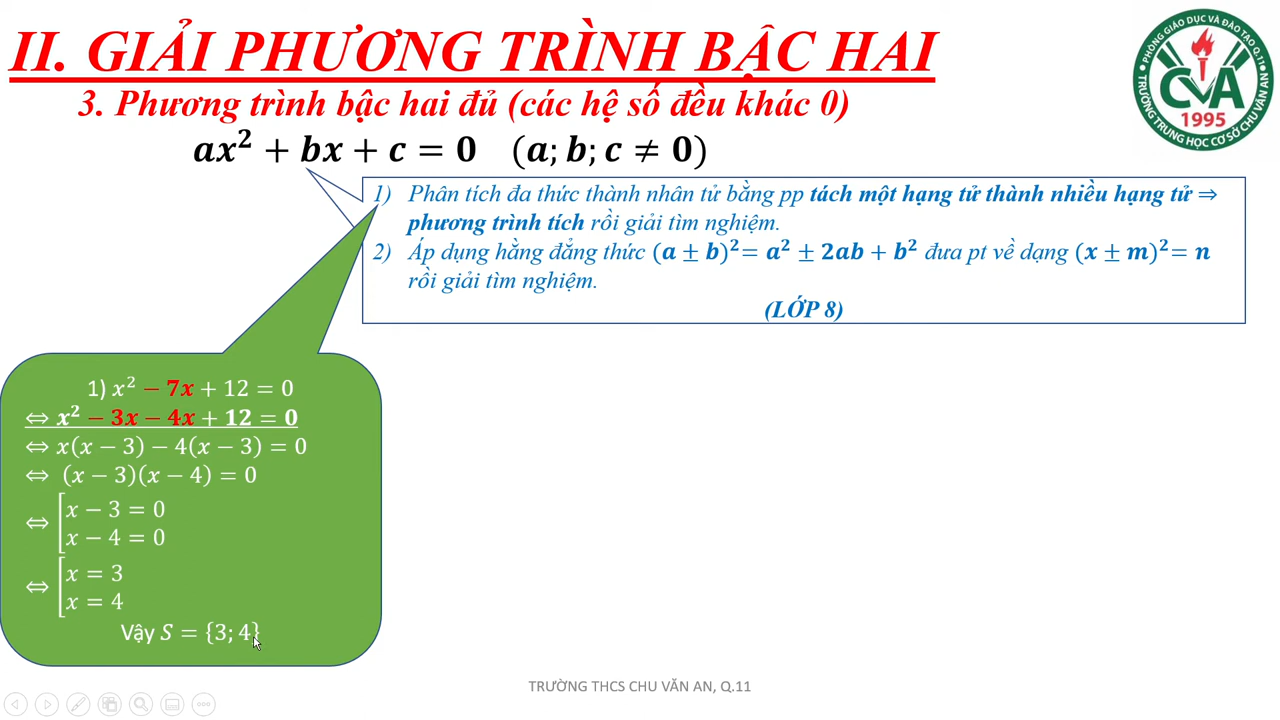 II. GIẢI PHƯƠNG TRÌNH BẬC HAI
3. Phương trình bậc hai đủ (các hệ số đều khác 0)
ax² + bx + c = 0 (a; b; c ≠ 0)
PHÒNG GIÁO DỤC VÀ ĐÀO TẠO Q.11
CVA
1995
TRƯỜNG TRUNG HỌC CƠ SỞ CHU VĂN AN
1) Phân tích đa thức thành nhân tử bằng pp tách một hạng tử thành nhiều hạng tử ⇒
phương trình tích rồi giải tìm nghiệm.
2) Áp dụng hằng đẳng thức (a ± b)²= a² ± 2ab + b² đưa pt về dạng (x ± m)²= n
rồi giải tìm nghiệm.
(LỚP 8)
1) x² − 7x + 12 = 0
⇔ x² − 3x − 4x + 12 = 0
⇔ x(x − 3) − 4(x − 3) = 0
⇔ (x − 3)(x − 4) = 0
⇔ [x − 3 = 0
x − 4 = 0
⇔ [x = 3
x = 4
Vậy S = {3; 4}
TRƯỜNG THCS CHU VĂN AN, Q.11